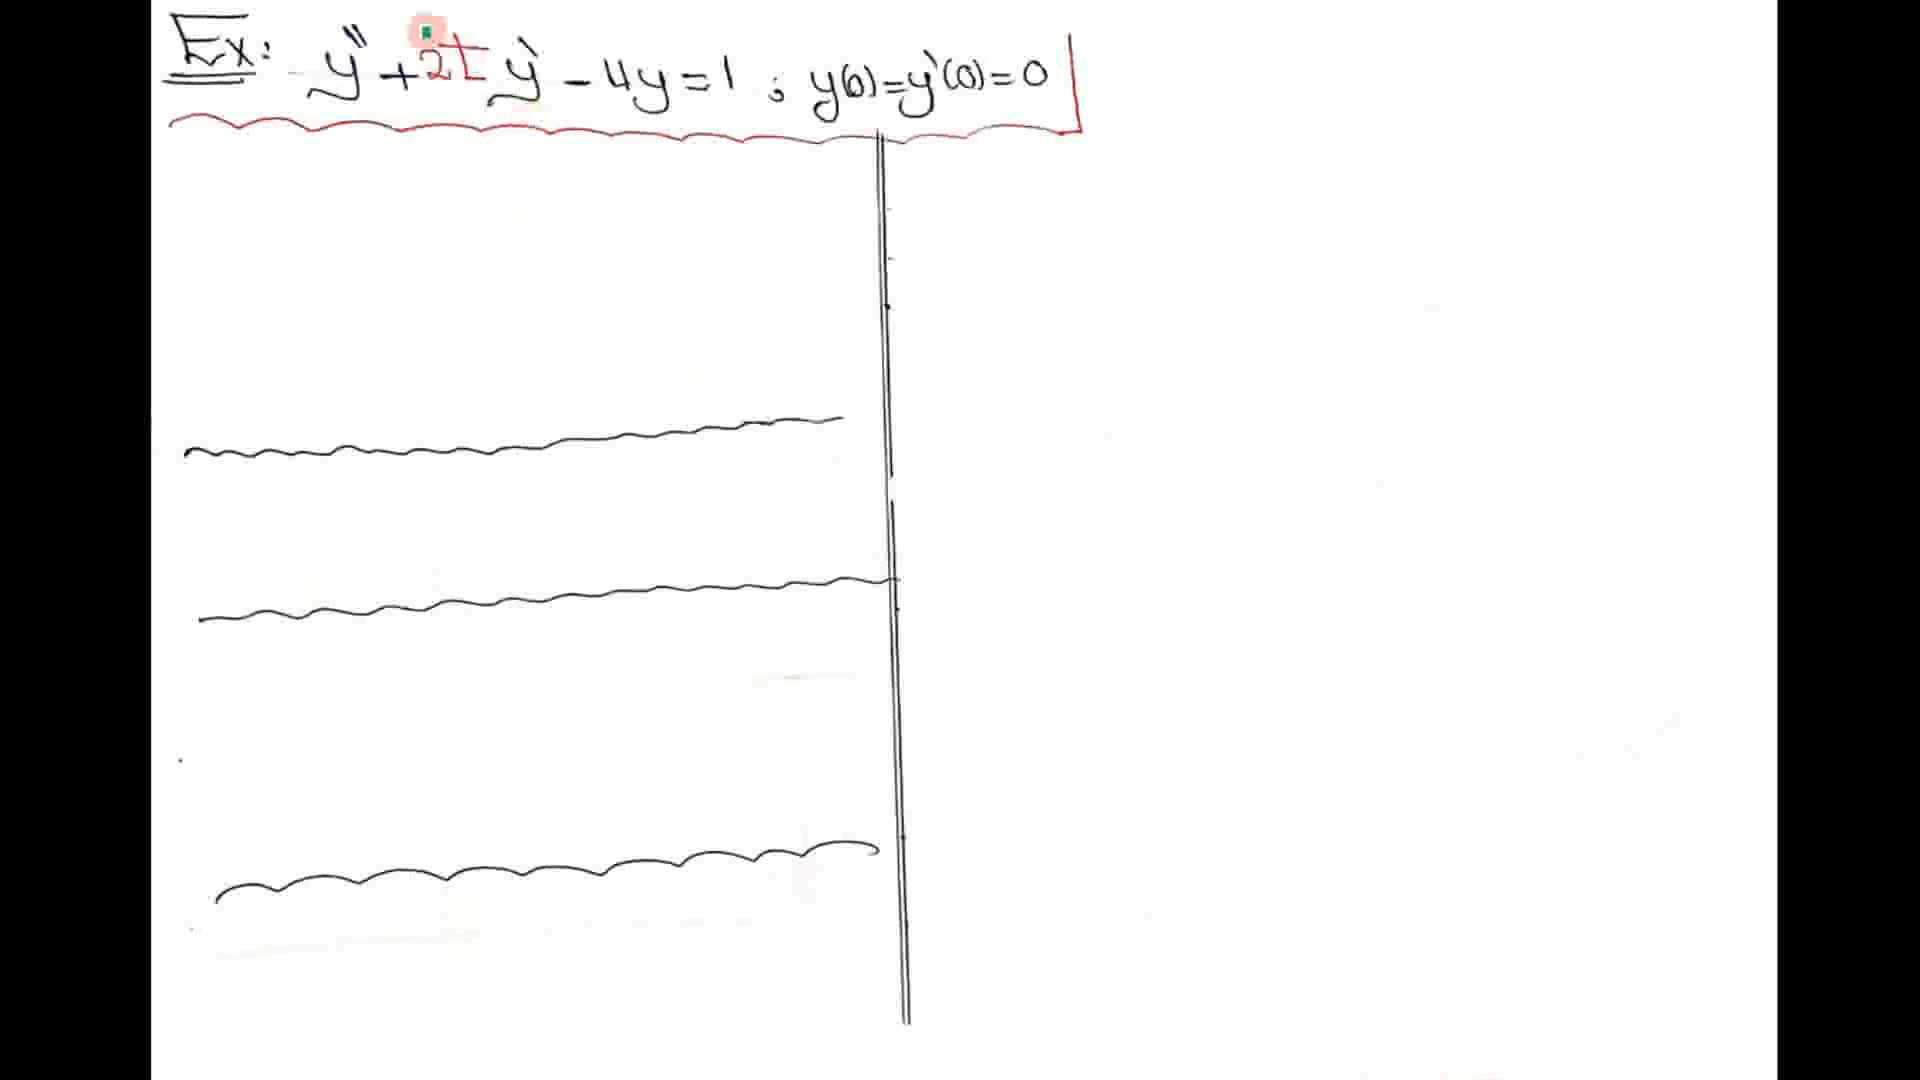 Ex: y'' + 2t y' - 4y = 1 ; y(0) = y'(0) = 0